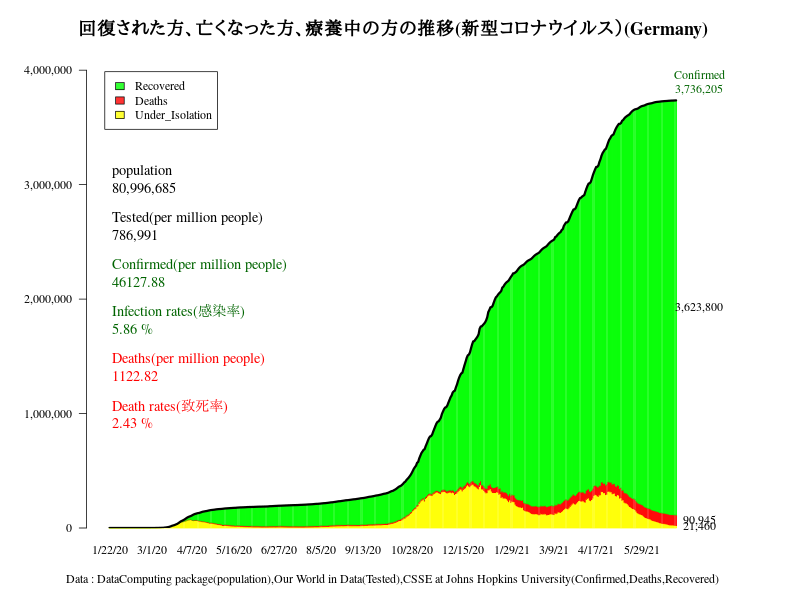 回復された方、亡くなった方、療養中の方の推移(新型コロナウイルス）(Germany)
4,000,000
3,000,000
2,000,000
1,000,000
0
Recovered
Deaths
Under_Isolation
population
80,996,685
Tested(per million people)
786,991
Confirmed(per million people)
46127.88
Infection rates(感染率)
5.86 %
Deaths(per million people)
1122.82
Death rates(致死率)
2.43 %
Confirmed
3,736,205
3,623,800
90,945
21,460
1/22/20 3/1/20 4/7/20 5/16/20 6/27/20 8/5/20 9/13/20 10/28/20 12/15/20 1/29/21 3/9/21 4/17/21 5/29/21
Data : DataComputing package(population),Our World in Data(Tested),CSSE at Johns Hopkins University(Confirmed,Deaths,Recovered)